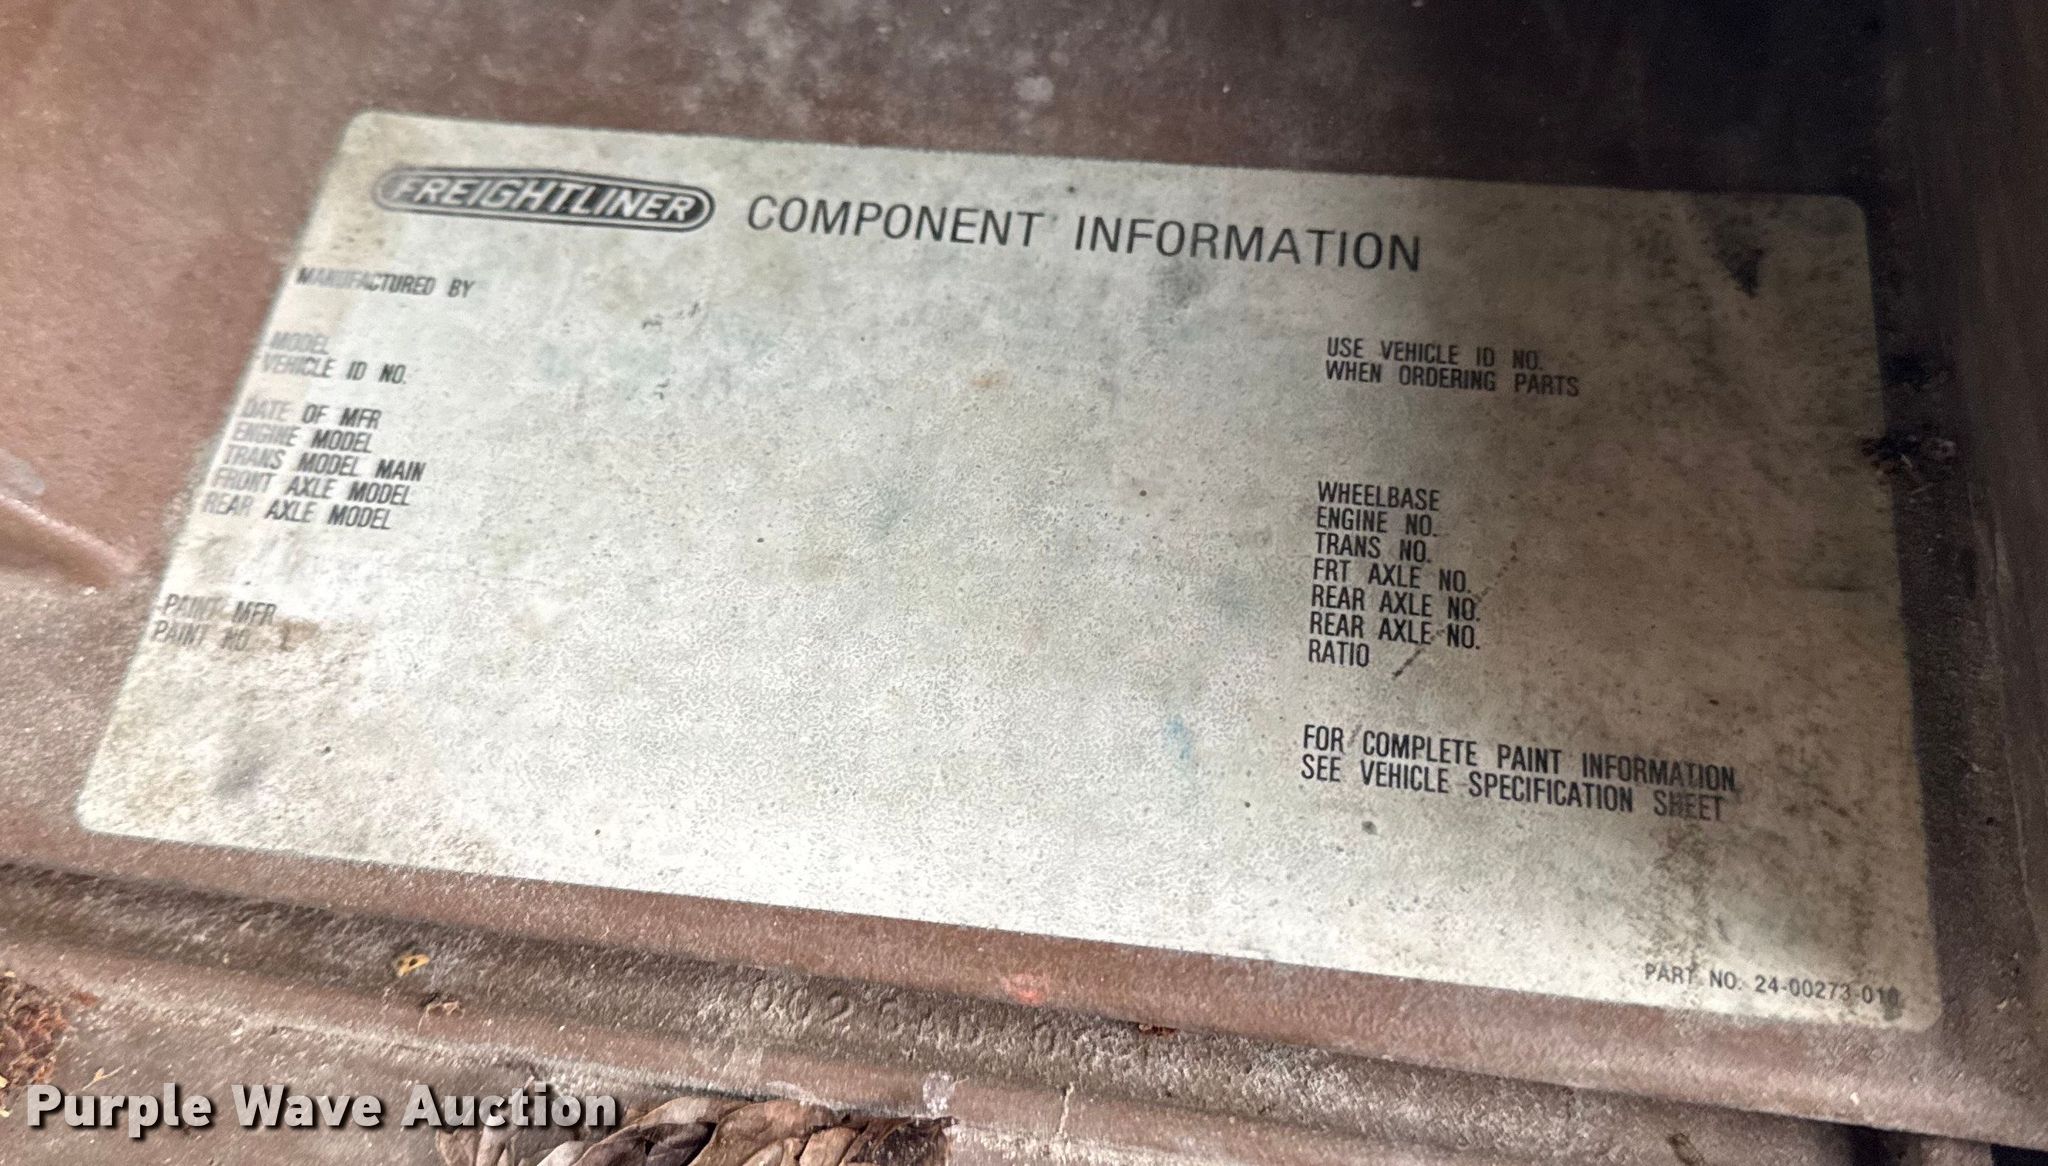 FREIGHTLINER COMPONENT INFORMATION
MANUFACTURED BY
MODEL
VEHICLE ID NO.
USE VEHICLE ID NO.
WHEN ORDERING PARTS
DATE OF MFR
ENGINE MODEL
TRANS MODEL MAIN
FRONT AXLE MODEL
REAR AXLE MODEL
WHEELBASE
ENGINE NO.
TRANS NO.
FRT AXLE NO.
REAR AXLE NO.
REAR AXLE NO.
RATIO
PAINT MFR
PAINT NO.
FOR COMPLETE PAINT INFORMATION
SEE VEHICLE SPECIFICATION SHEET
PART NO. 24-00273-010
Purple Wave Auction